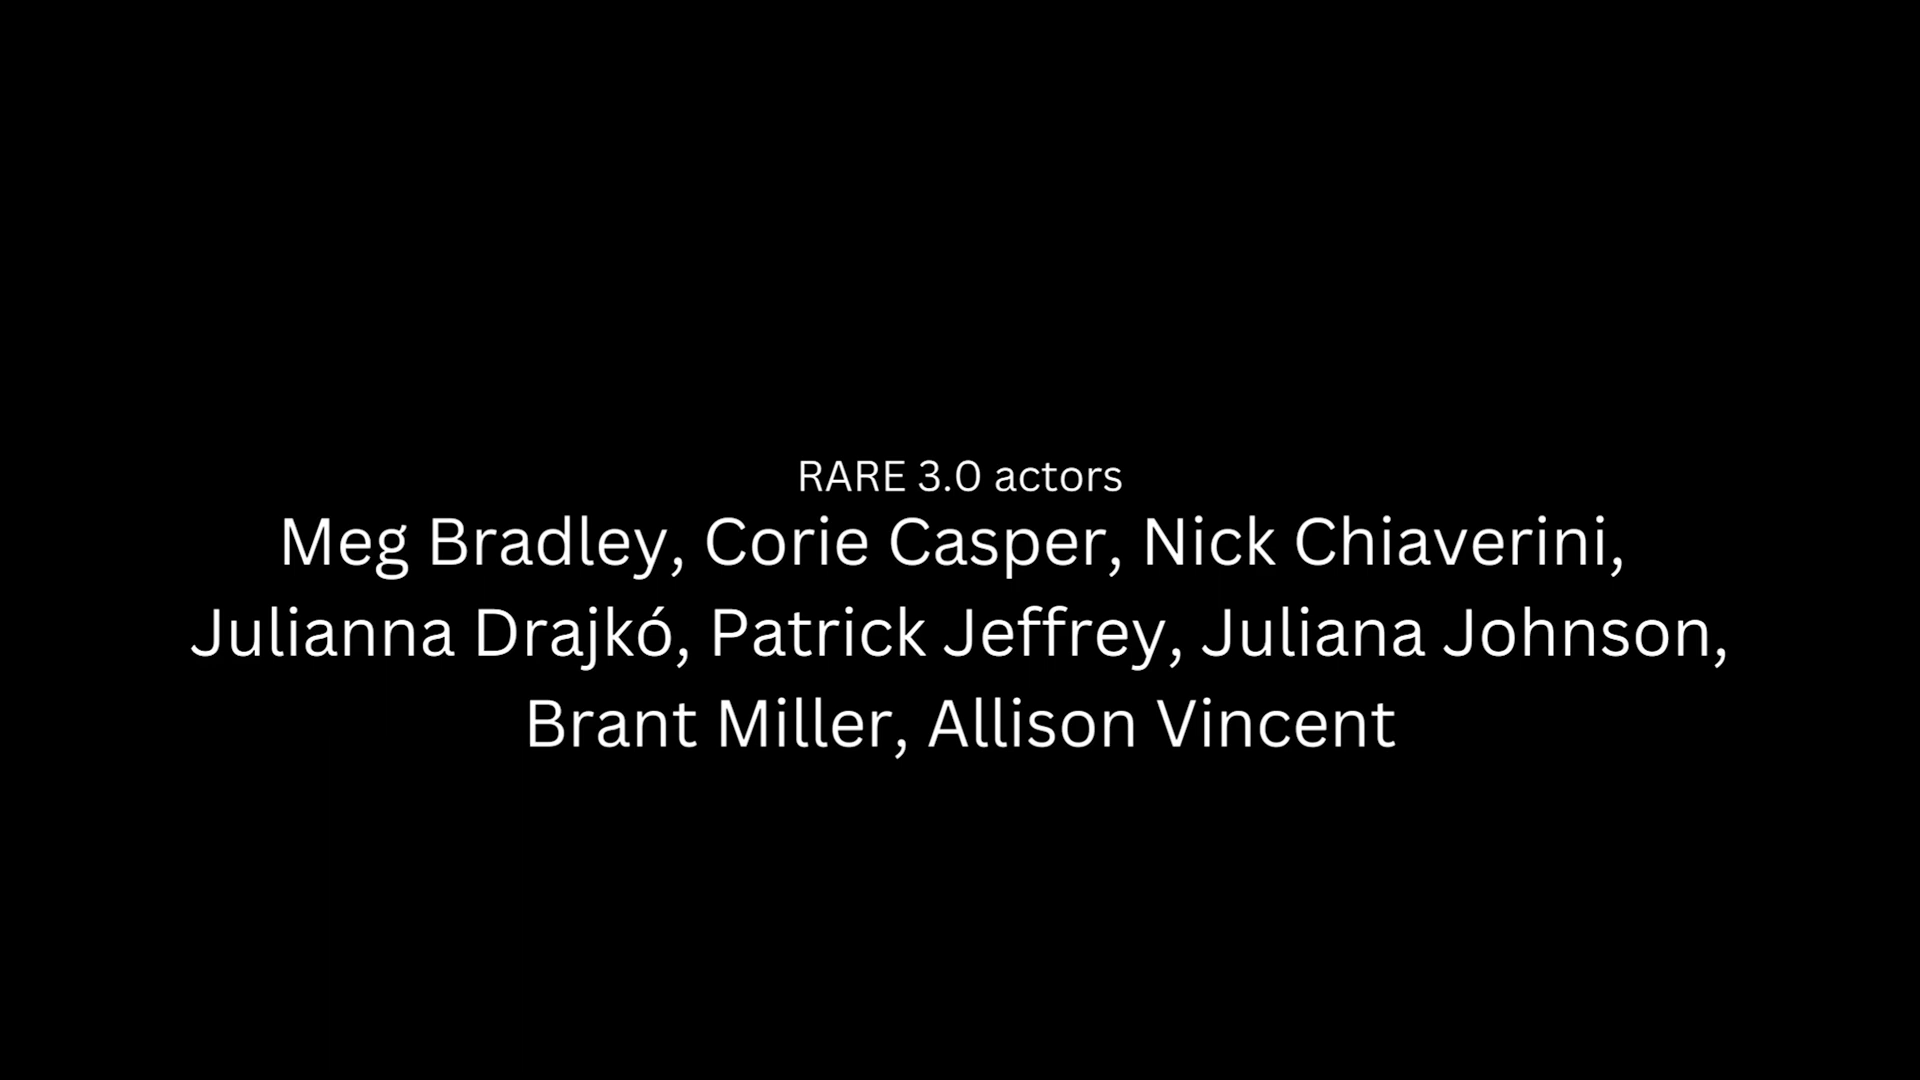 RARE 3.0 actors
Meg Bradley, Corie Casper, Nick Chiaverini,
Julianna Drajkó, Patrick Jeffrey, Juliana Johnson,
Brant Miller, Allison Vincent